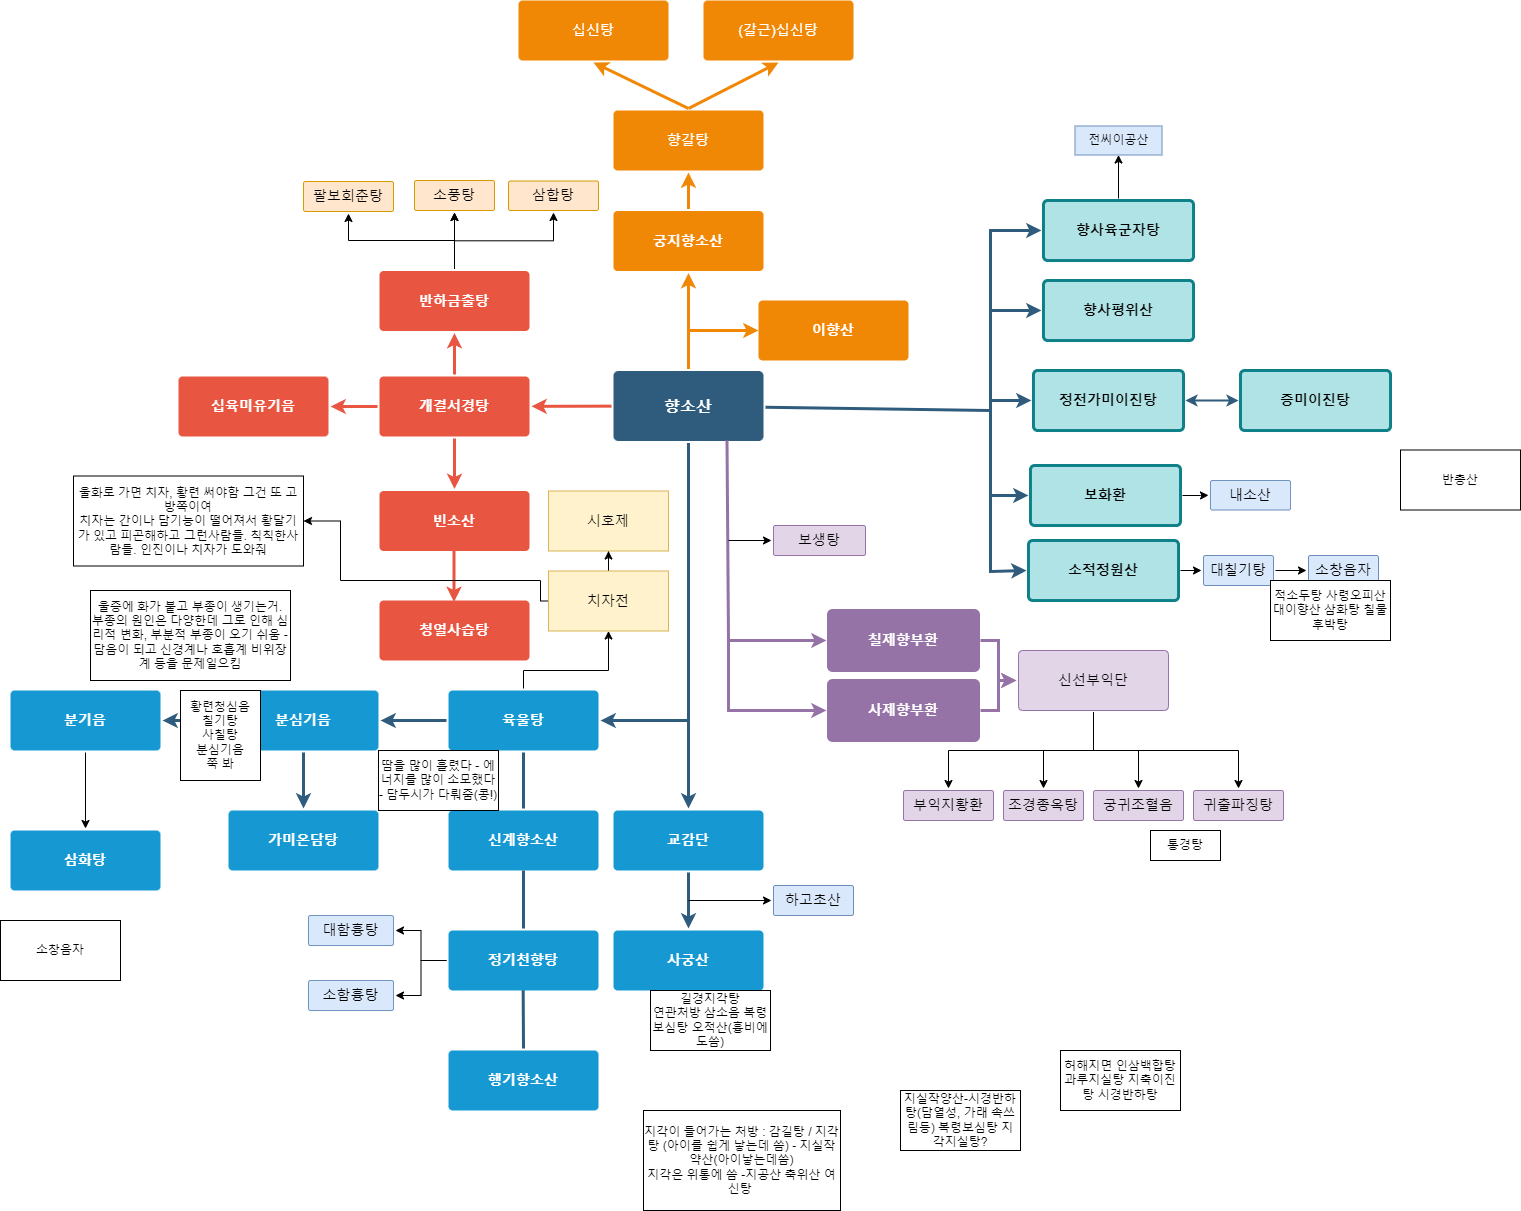 십신탕
(갈근)십신탕
향갈탕
전씨이공산
팔보회춘탕
소풍탕
삼합탕
궁지향소산
향사육군자탕
반하금출탕
이향산
향사평위산
십육미유기음
개결서경탕
향소산
정전가미이진탕
증미이진탕
울화로 가면 치자, 황련 써야함 그건 또 고
방쪽이여
치자는 간이나 담기능이 떨어져서 황달기
가 있고 피곤해하고 그런사람들. 칙칙한사
람들. 인진이나 치자가 도와줘
빈소산
시호제
보화환
내소산
반총산
보생탕
소적정원산
대칠기탕
소창음자
적소두탕 사령오피산
대이향산 삼화탕 칠물
후박탕
울증에 화가 붙고 부종이 생기는거.
부종의 원인은 다양한데 그로 인해 심
리적 변화, 부분적 부종이 오기 쉬움 -
담음이 되고 신경계나 호흡계 비위장
계 등을 문제일으킴
청열사습탕
치자전
칠제향부환
신선부익단
사제향부환
분기음
황련청심음
칠기탕
사칠탕
분심기음
쭉 봐
분심기음
육울탕
땀을 많이 흘렸다 - 에
너지를 많이 소모했다
- 담두시가 다뤄줌(콩!)
부익지황환
조경종옥탕
궁귀조혈음
귀출파징탕
통경탕
삼화탕
가미온담탕
신계향소산
교감단
하고초산
소창음자
대함흉탕
소함흉탕
정기천향탕
사궁산
길경지각탕
연관처방 삼소음 복령
보심탕 오적산(흉비에
도씀)
행기향소산
허해지면 인삼백합탕
과루지실탕 지축이진
탕 시경반하탕
지실작양산-시경반하
탕(담열성, 가래 속쓰
림등) 복령보심탕 지
각지실탕?
지각이 들어가는 처방 : 감길탕 / 지각
탕 (아이를 쉽게 낳는데 씀) - 지실작
약산(아이낳는데씀)
지각은 위통에 씀 -지공산 축위산 여
신탕